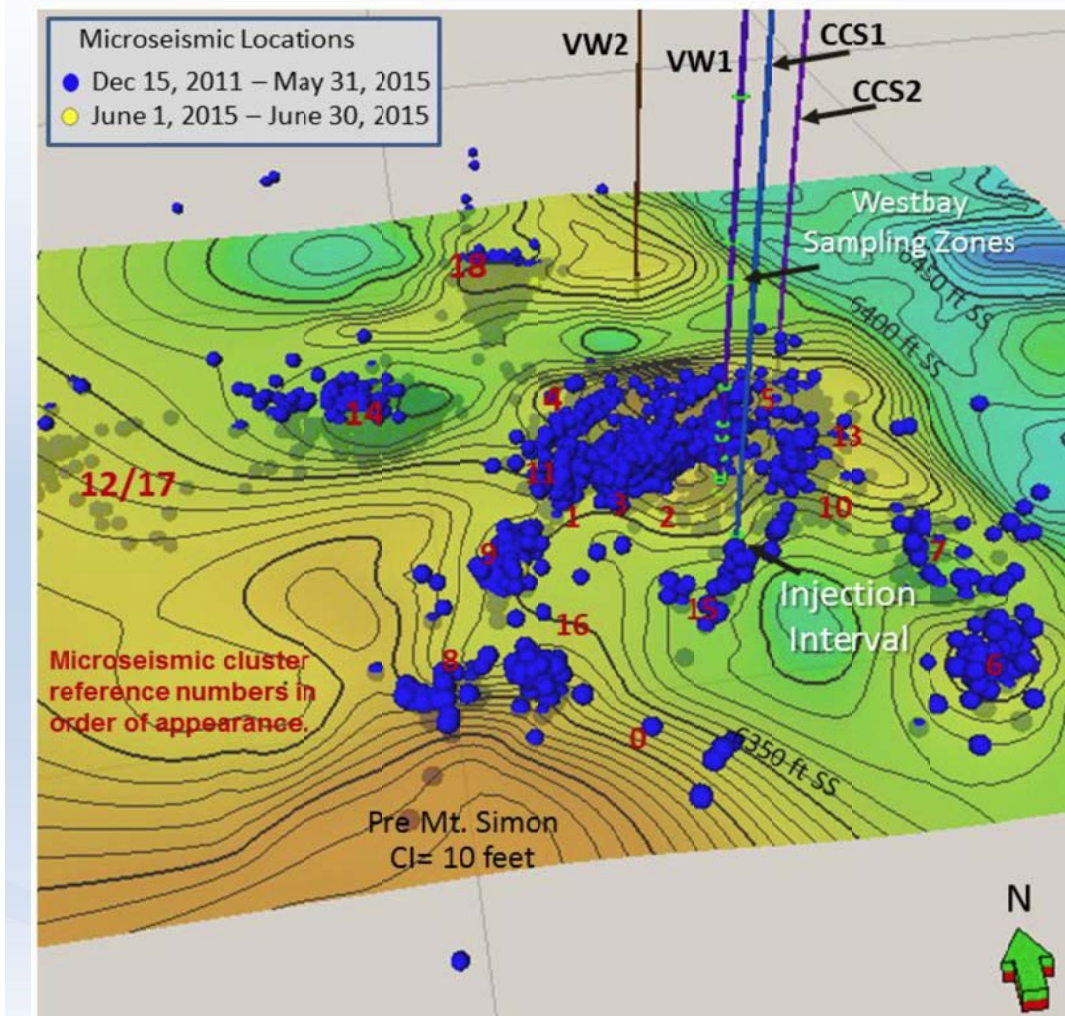 Microseismic Locations
Dec 15, 2011 – May 31, 2015
June 1, 2015 – June 30, 2015
VW2
VW1
CCS1
CCS2
Westbay
Sampling Zones
6450 ft SS
6400 ft SS
18
14
4
5
13
12/17
11
1
3
2
10
9
7
15
Injection
Interval
16
8
6
Microseismic cluster
reference numbers in
order of appearance.
0
6350 ft SS
Pre Mt. Simon
CI= 10 feet
N